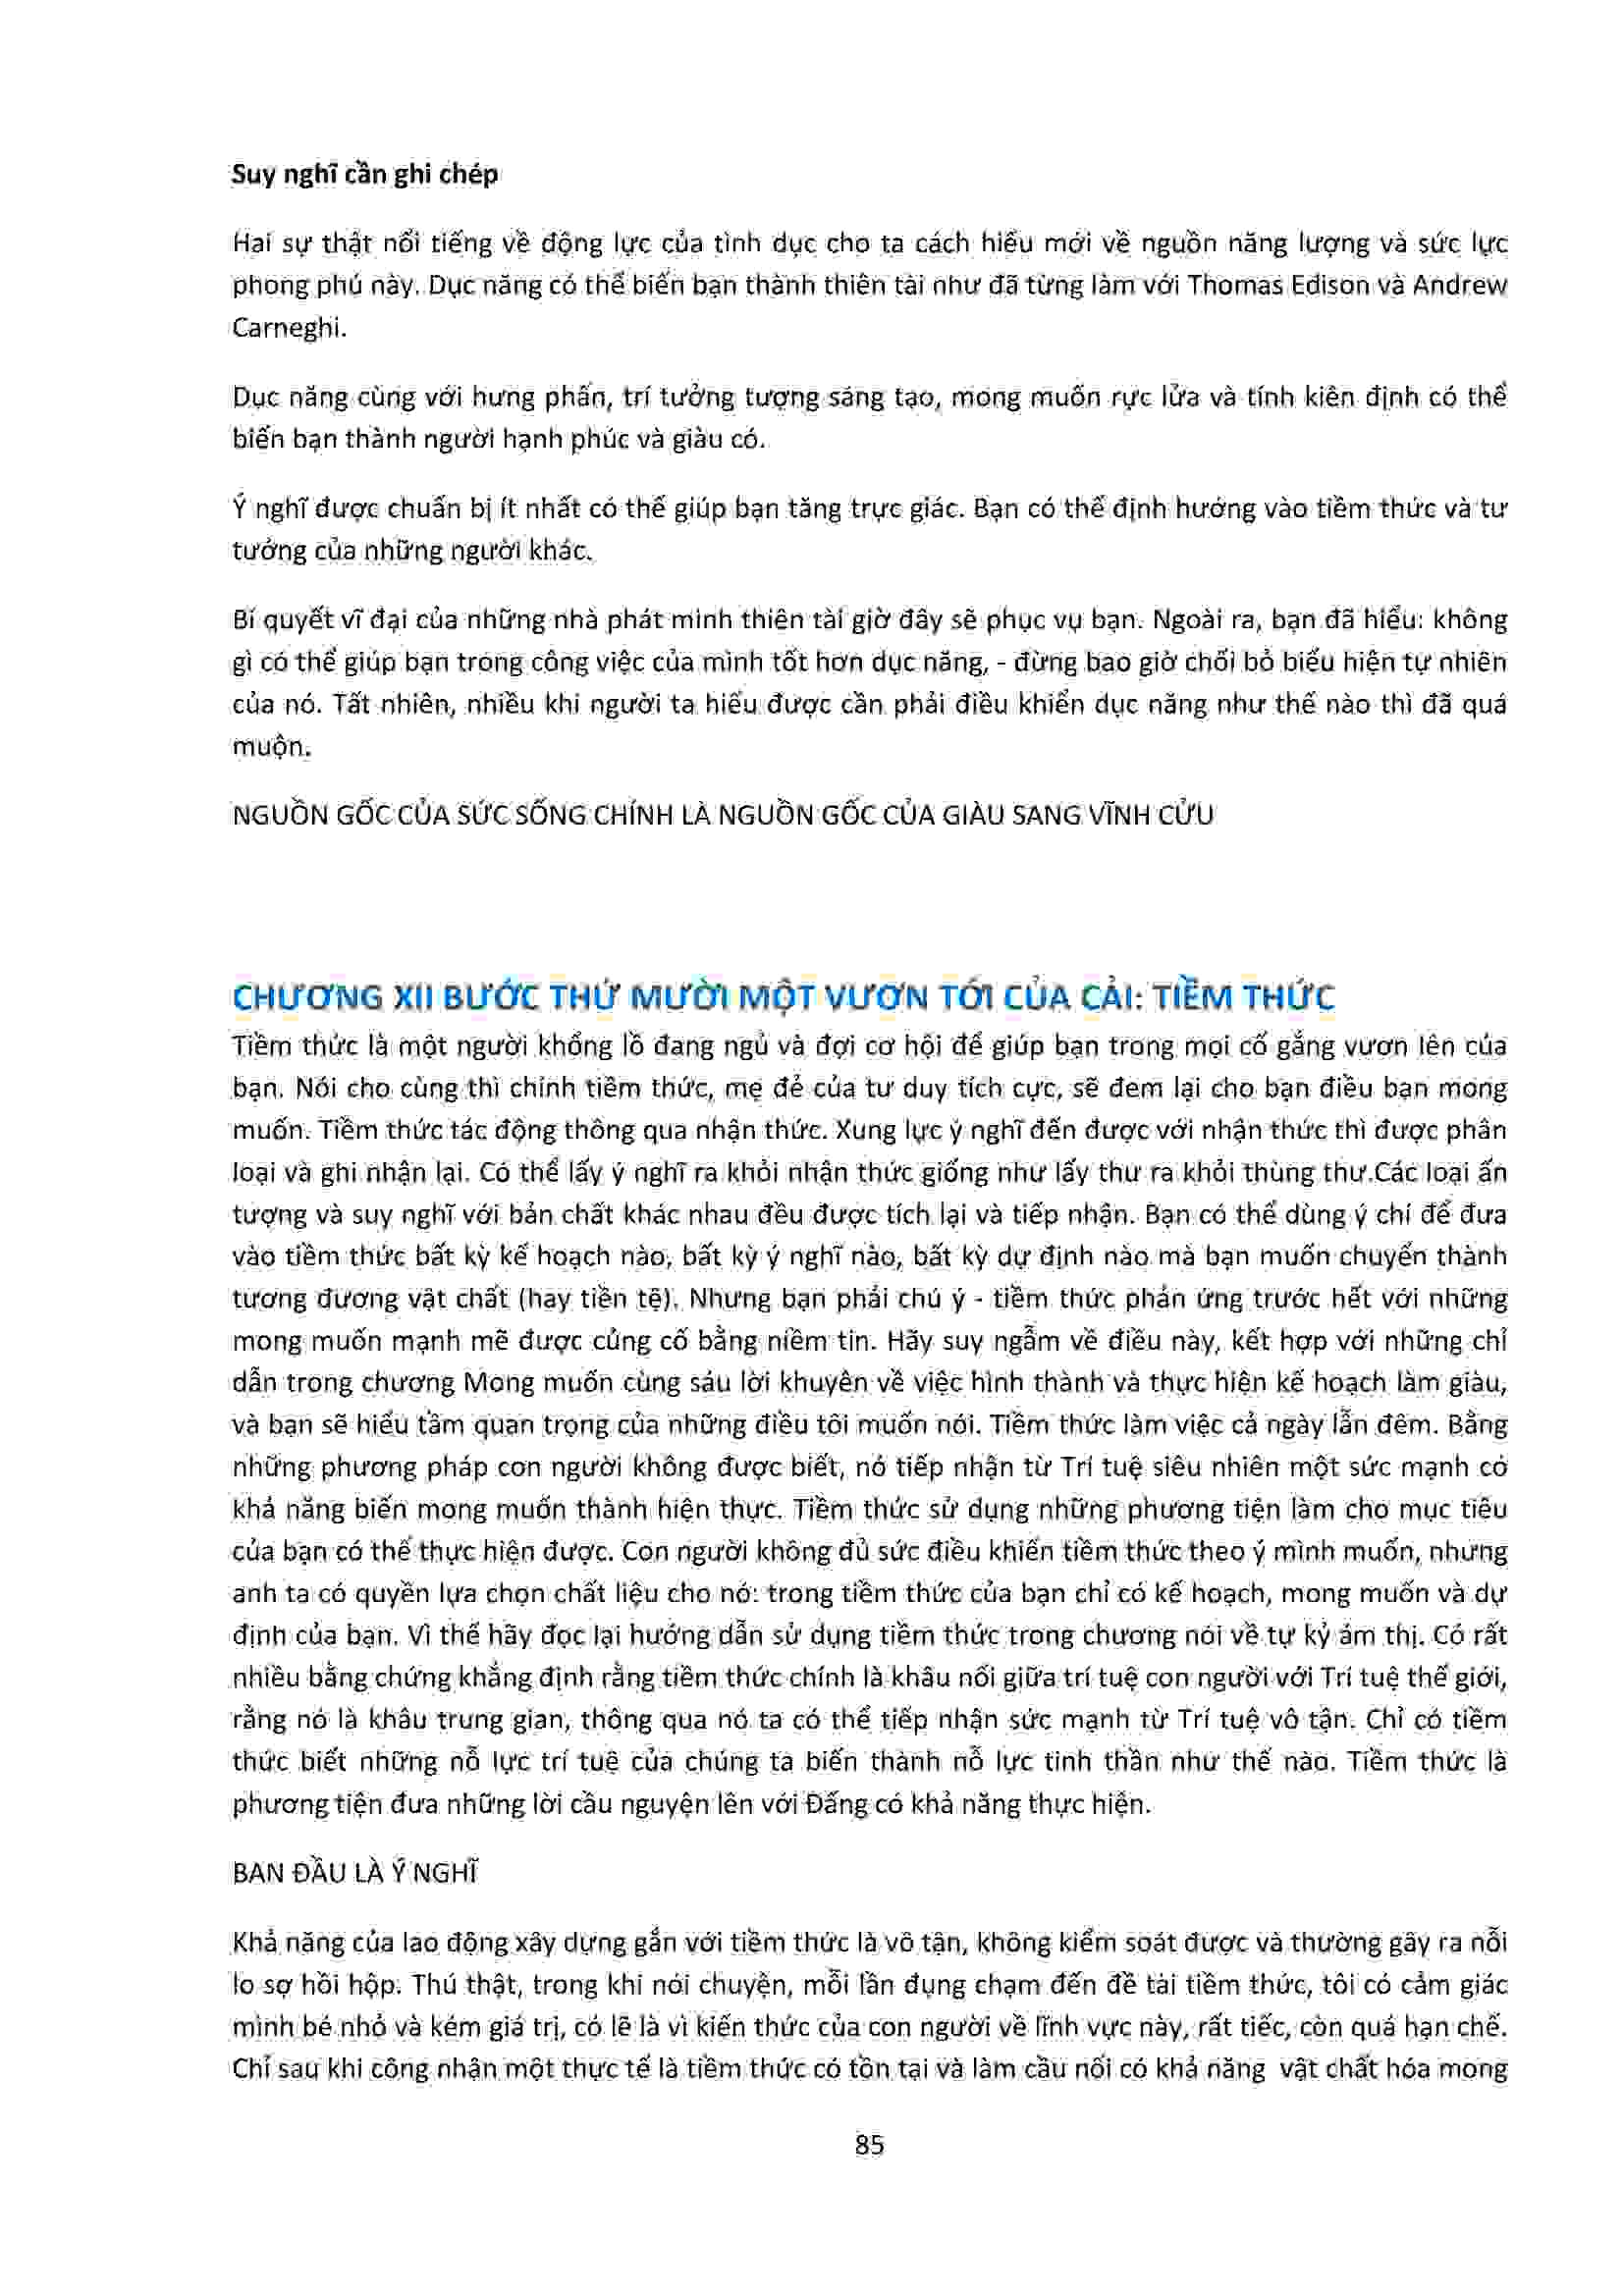 Suy nghĩ cần ghi chép
Hai sự thật nổi tiếng về động lực của tình dục cho ta cách hiểu mới về nguồn năng lượng và sức lực
phong phú này. Dục năng có thể biến bạn thành thiên tài như đã từng làm với Thomas Edison và Andrew
Carneghi.
Dục năng cùng với hưng phấn, trí tưởng tượng sáng tạo, mong muốn rực lửa và tính kiên định có thể
biến bạn thành người hạnh phúc và giàu có.
Ý nghĩ được chuẩn bị ít nhất có thể giúp bạn tăng trực giác. Bạn có thể định hướng vào tiềm thức và tư
tưởng của những người khác.
Bí quyết vĩ đại của những nhà phát minh thiên tài giờ đây sẽ phục vụ bạn. Ngoài ra, bạn đã hiểu: không
gì có thể giúp bạn trong công việc của mình tốt hơn dục năng, - đừng bao giờ chối bỏ biểu hiện tự nhiên
của nó. Tất nhiên, nhiều khi người ta hiểu được cần phải điều khiển dục năng như thế nào thì đã quá
muộn.
NGUỒN GỐC CỦA SỨC SỐNG CHÍNH LÀ NGUỒN GỐC CỦA GIÀU SANG VĨNH CỬU
CHƯƠNG XII BƯỚC THỨ MƯỜI MỘT VƯƠN TỚI CỦA CẢI: TIỀM THỨC
Tiềm thức là một người khổng lồ đang ngủ và đợi cơ hội để giúp bạn trong mọi cố gắng vươn lên của
bạn. Nói cho cùng thì chính tiềm thức, mẹ đẻ của tư duy tích cực, sẽ đem lại cho bạn điều bạn mong
muốn. Tiềm thức tác động thông qua nhận thức. Xung lực ý nghĩ đến được với nhận thức thì được phân
loại và ghi nhận lại. Có thể lấy ý nghĩ ra khỏi nhận thức giống như lấy thư ra khỏi thùng thư.Các loại ấn
tượng và suy nghĩ với bản chất khác nhau đều được tích lại và tiếp nhận. Bạn có thể dùng ý chí để đưa
vào tiềm thức bất kỳ kế hoạch nào, bất kỳ ý nghĩ nào, bất kỳ dự định nào mà bạn muốn chuyển thành
tương đương vật chất (hay tiền tệ). Nhưng bạn phải chú ý - tiềm thức phản ứng trước hết với những
mong muốn mạnh mẽ được củng cố bằng niềm tin. Hãy suy ngẫm về điều này, kết hợp với những chỉ
dẫn trong chương Mong muốn cùng sáu lời khuyên về việc hình thành và thực hiện kế hoạch làm giàu,
và bạn sẽ hiểu tầm quan trọng của những điều tôi muốn nói. Tiềm thức làm việc cả ngày lẫn đêm. Bằng
những phương pháp con người không được biết, nó tiếp nhận từ Trí tuệ siêu nhiên một sức mạnh có
khả năng biến mong muốn thành hiện thực. Tiềm thức sử dụng những phương tiện làm cho mục tiêu
của bạn có thể thực hiện được. Con người không đủ sức điều khiển tiềm thức theo ý mình muốn, nhưng
anh ta có quyền lựa chọn chất liệu cho nó: trong tiềm thức của bạn chỉ có kế hoạch, mong muốn và dự
định của bạn. Vì thế hãy đọc lại hướng dẫn sử dụng tiềm thức trong chương nói về tự kỷ ám thị. Có rất
nhiều bằng chứng khẳng định rằng tiềm thức chính là khâu nối giữa trí tuệ con người với Trí tuệ thế giới,
rằng nó là khâu trung gian, thông qua nó ta có thể tiếp nhận sức mạnh từ Trí tuệ vô tận. Chỉ có tiềm
thức biết những nỗ lực trí tuệ của chúng ta biến thành nỗ lực tinh thần như thế nào. Tiềm thức là
phương tiện đưa những lời cầu nguyện lên với Đấng có khả năng thực hiện.
BAN ĐẦU LÀ Ý NGHĨ
Khả năng của lao động xây dựng gắn với tiềm thức là vô tận, không kiểm soát được và thường gây ra nỗi
lo sợ hồi hộp. Thú thật, trong khi nói chuyện, mỗi lần đụng chạm đến đề tài tiềm thức, tôi có cảm giác
mình bé nhỏ và kém giá trị, có lẽ là vì kiến thức của con người về lĩnh vực này, rất tiếc, còn quá hạn chế.
Chỉ sau khi công nhận một thực tế là tiềm thức có tồn tại và làm cầu nối có khả năng vật chất hóa mong
85